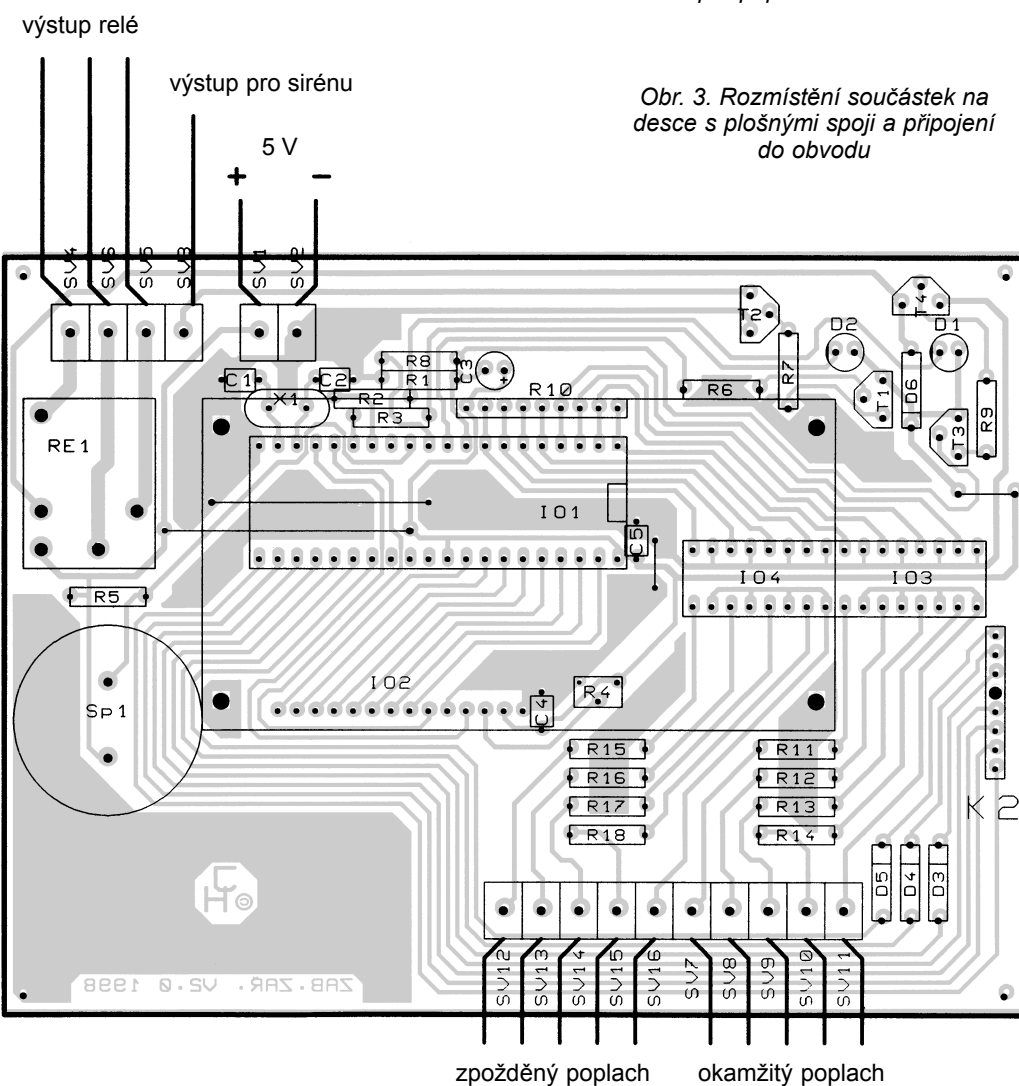 výstup relé
výstup pro sirénu
Obr. 3. Rozmístění součástek na
desce s plošnými spoji a připojení
do obvodu
5 V
+ −
SV4 SV6 SV5 SV3 SV1 SV2
T4
T2 D2 D1
R8 C3 R7
C1 C2 R1 R6 D6
X1 R2 R10 T1 R9
R3 T3
RE1
IO1
C5
IO4 IO3
R5
IO2 R4
Sp1 C4
R15 R11
R16 R12
K2
R17 R13
R18 R14
D5 D4 D3
ZAB.ZAŘ. V2.0 1998
SV12 SV13 SV14 SV15 SV16 SV7 SV8 SV9 SV10 SV11
zpožděný poplach okamžitý poplach